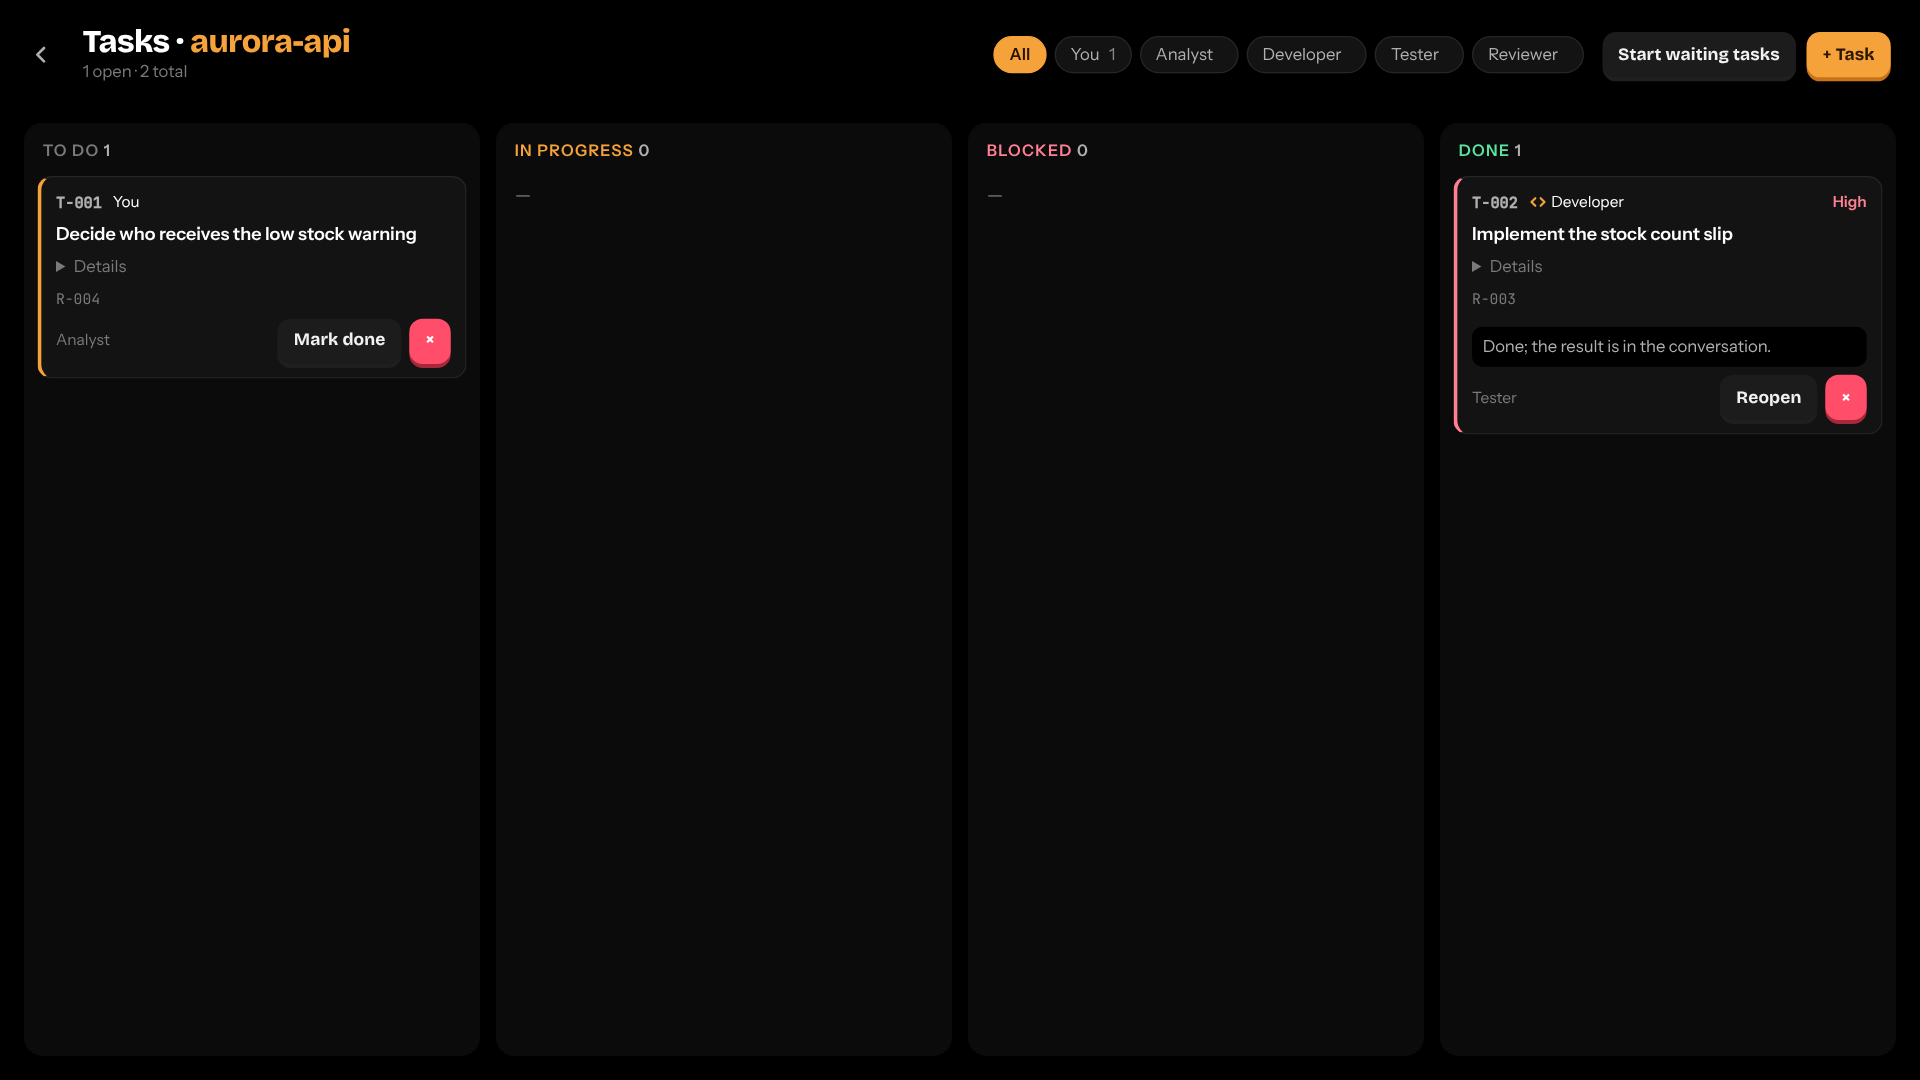 Tasks · aurora-api
1 open · 2 total
All
You 1
Analyst
Developer
Tester
Reviewer
Start waiting tasks
+ Task
TO DO 1
T-001 You
Decide who receives the low stock warning
▶ Details
R-004
Analyst
Mark done
×
IN PROGRESS 0
—
BLOCKED 0
—
DONE 1
T-002 <> Developer High
Implement the stock count slip
▶ Details
R-003
Done; the result is in the conversation.
Tester
Reopen
×